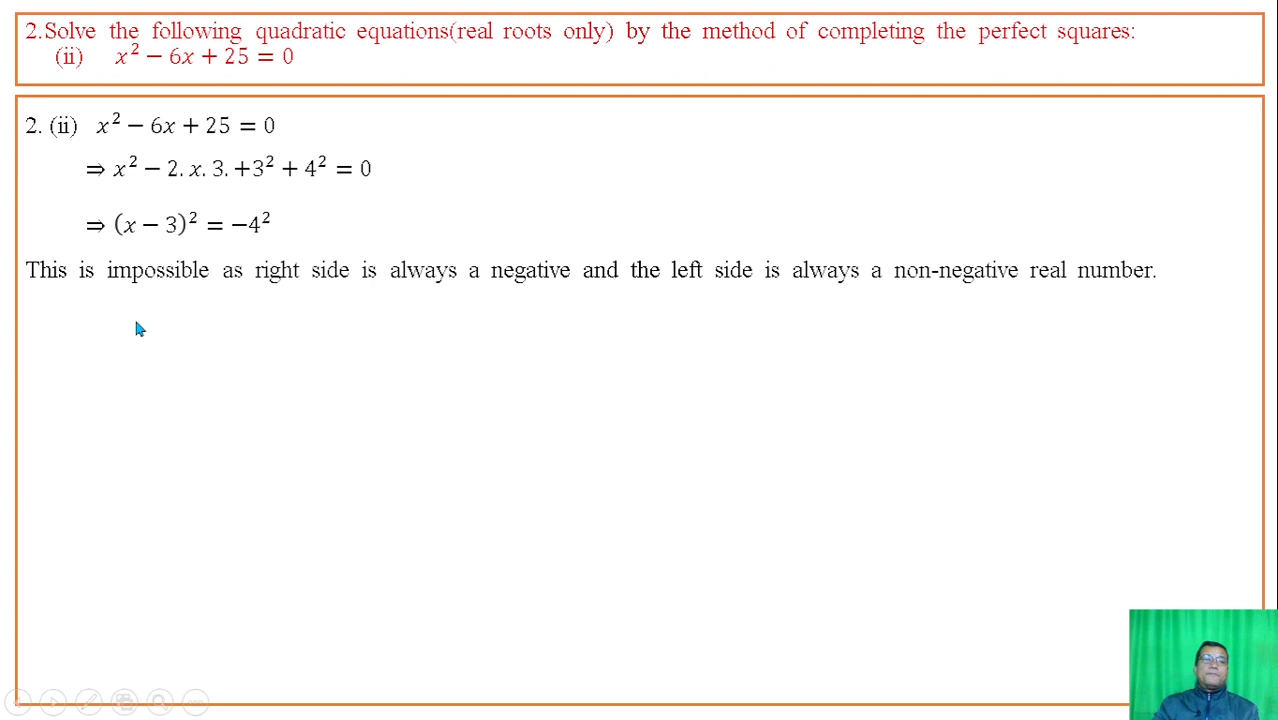 2.Solve the following quadratic equations(real roots only) by the method of completing the perfect squares:
(ii) x² − 6x + 25 = 0
2. (ii) x² − 6x + 25 = 0
⇒ x² − 2. x. 3. +3² + 4² = 0
⇒ (x − 3)² = −4²
This is impossible as right side is always a negative and the left side is always a non-negative real number.